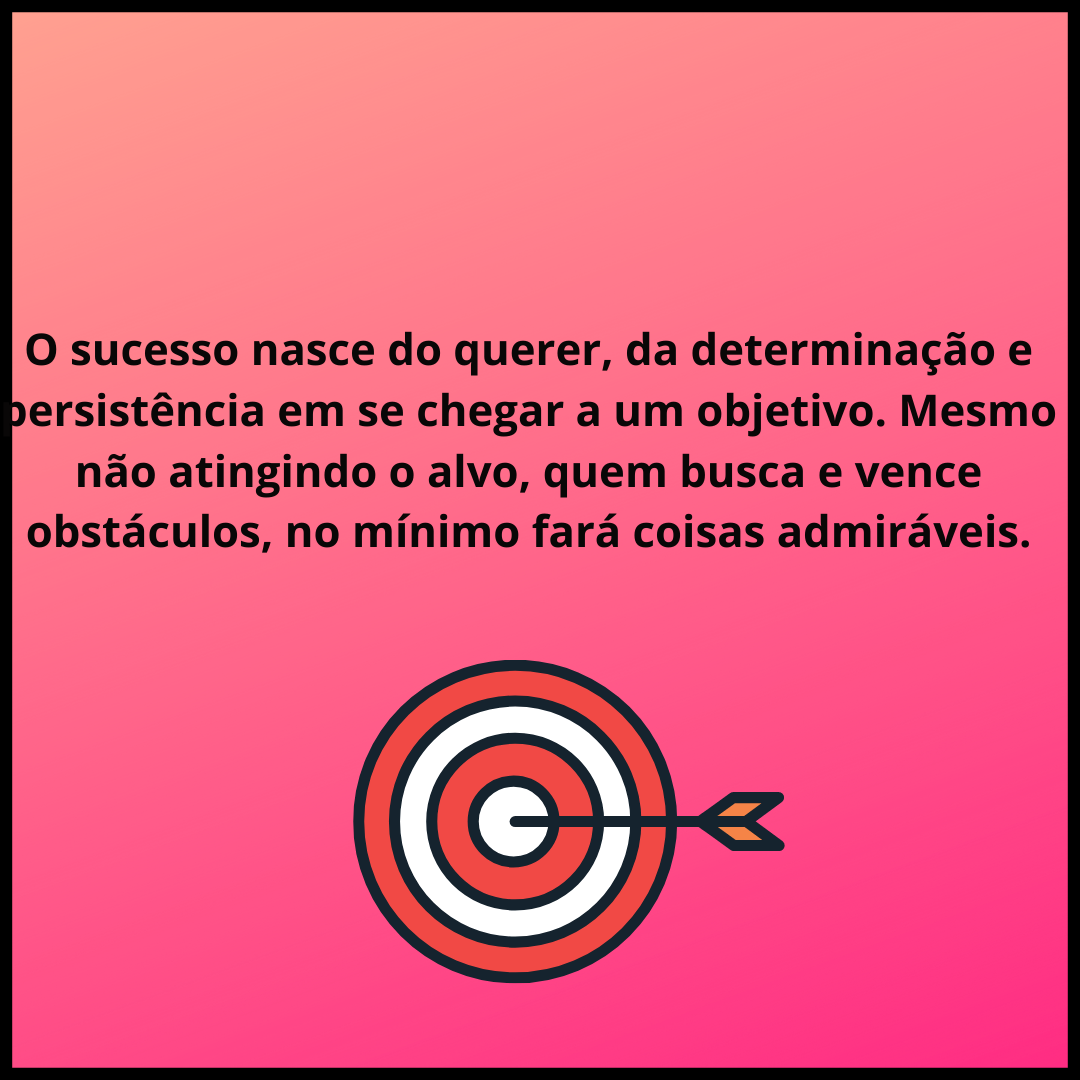 O sucesso nasce do querer, da determinação e
persistência em se chegar a um objetivo. Mesmo
não atingindo o alvo, quem busca e vence
obstáculos, no mínimo fará coisas admiráveis.